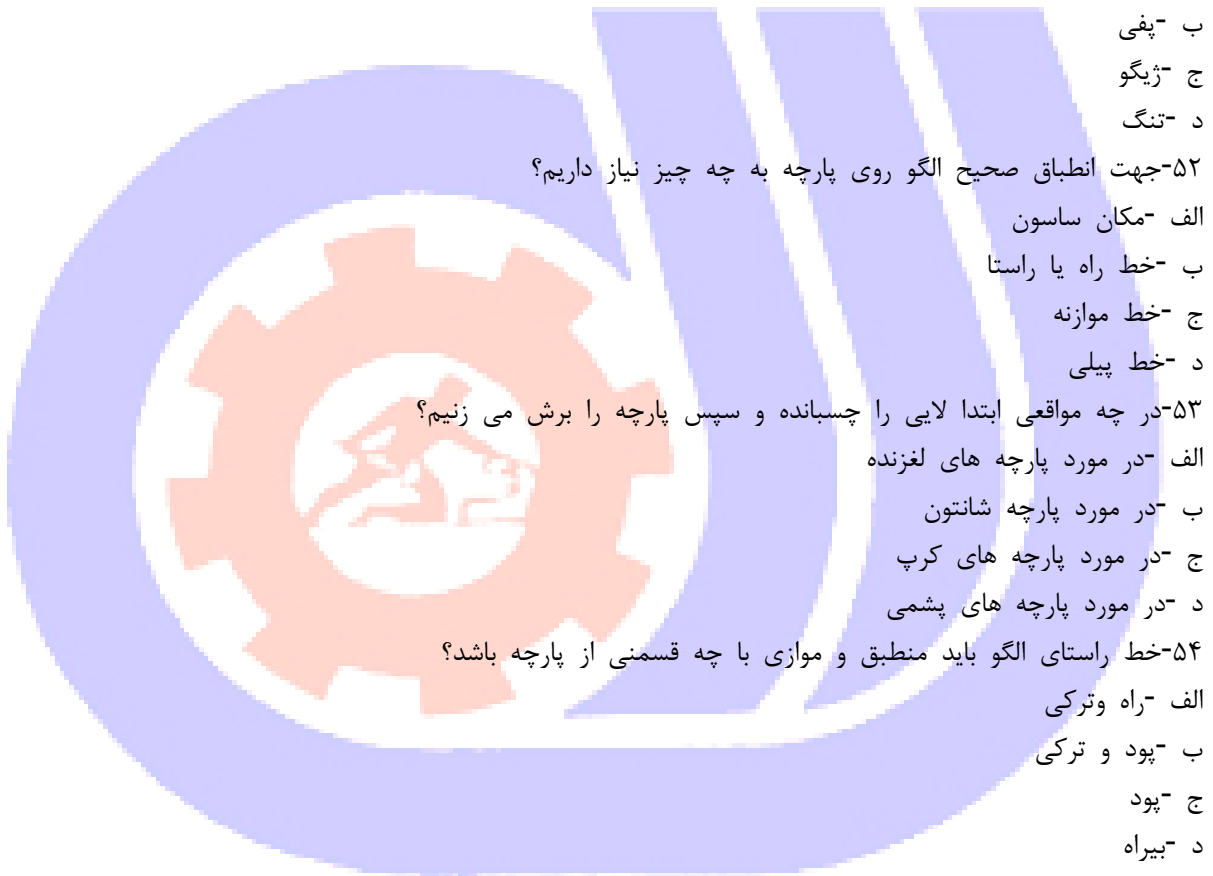 ب -پفی
ج -ژیگو
د -تنگ
۵۲-جهت انطباق صحیح الگو روی پارچه به چه چیز نیاز داریم؟
الف -مکان ساسون
ب -خط راه یا راستا
ج -خط موازنه
د -خط پیلی
۵۳-در چه مواقعی ابتدا لایی را چسبانده و سپس پارچه را برش می زنیم؟
الف -در مورد پارچه های لغزنده
ب -در مورد پارچه شانتون
ج -در مورد پارچه های کرپ
د -در مورد پارچه های پشمی
۵۴-خط راستای الگو باید منطبق و موازی با چه قسمنی از پارچه باشد؟
الف -راه وترکی
ب -پود و ترکی
ج -پود
د -بیراه